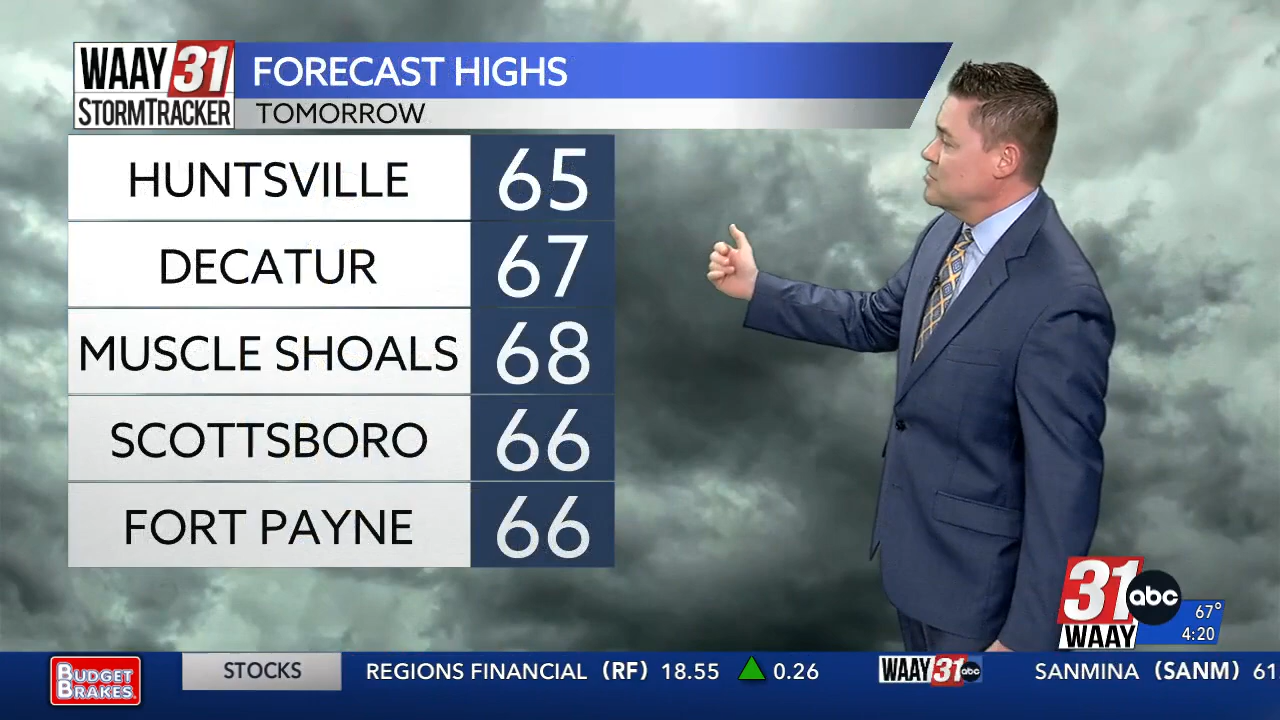 WAAY 31
STORMTRACKER
FORECAST HIGHS
TOMORROW
HUNTSVILLE 65
DECATUR 67
MUSCLE SHOALS 68
SCOTTSBORO 66
FORT PAYNE 66
31 abc
WAAY
67°
4:20
BUDGET
BRAKES
STOCKS
REGIONS FINANCIAL (RF) 18.55 ▲ 0.26
WAAY 31 abc
SANMINA (SANM) 61